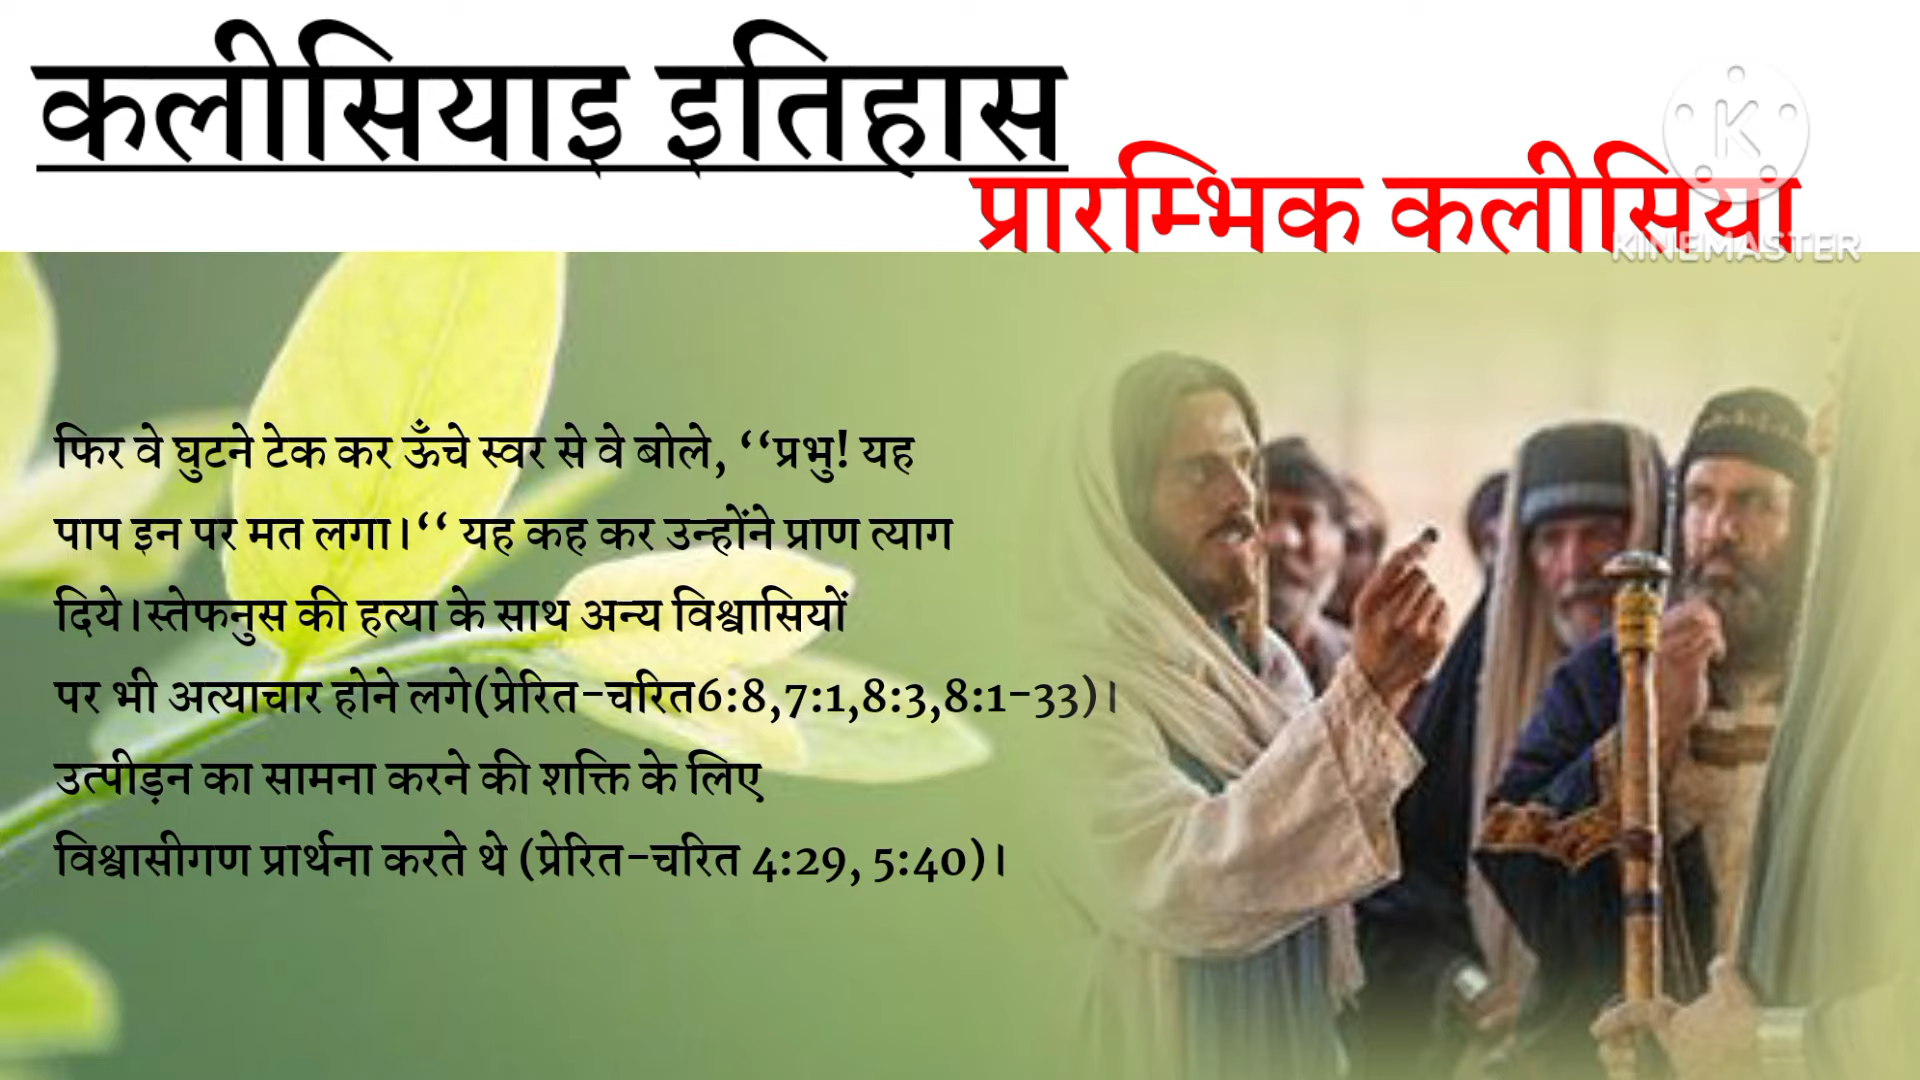 कलीसियाइ इतिहास
प्रारम्भिक कलीसिया
K
KINEMASTER
फिर वे घुटने टेक कर ऊँचे स्वर से वे बोले, ‘‘प्रभु! यह
पाप इन पर मत लगा।‘‘ यह कह कर उन्होंने प्राण त्याग
दिये।स्तेफनुस की हत्या के साथ अन्य विश्वासियों
पर भी अत्याचार होने लगे(प्रेरित-चरित6:8,7:1,8:3,8:1-33)।
उत्पीड़न का सामना करने की शक्ति के लिए
विश्वासीगण प्रार्थना करते थे (प्रेरित-चरित 4:29, 5:40)।